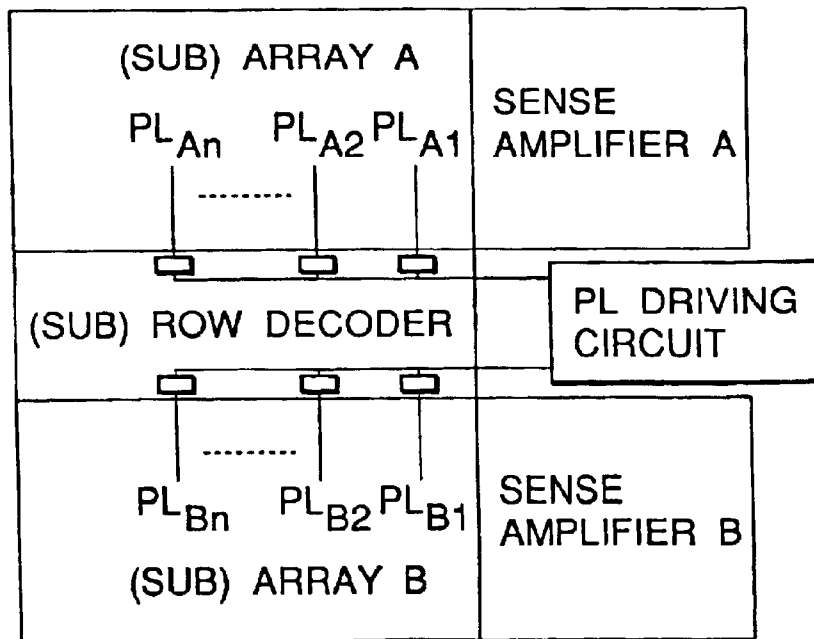 (SUB) ARRAY A
SENSE
AMPLIFIER A
PLAn PLA2 PLA1
PL DRIVING
CIRCUIT
(SUB) ROW DECODER
PLBn PLB2 PLB1
SENSE
AMPLIFIER B
(SUB) ARRAY B